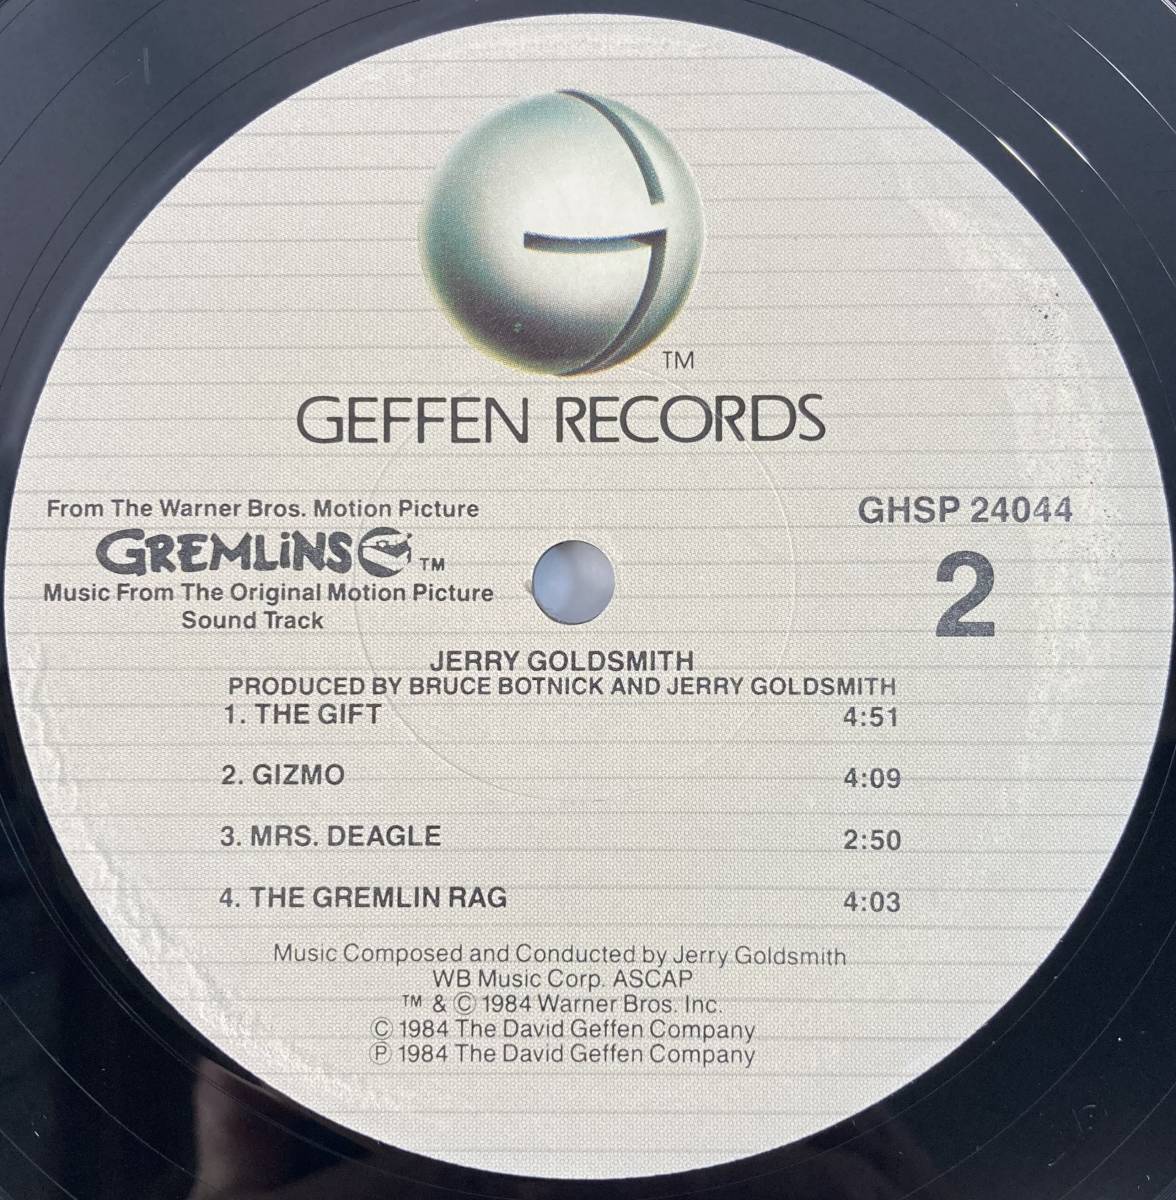 TM
GEFFEN RECORDS
From The Warner Bros. Motion Picture
GREMLiNS TM
Music From The Original Motion Picture
Sound Track
GHSP 24044
2
JERRY GOLDSMITH
PRODUCED BY BRUCE BOTNICK AND JERRY GOLDSMITH
1. THE GIFT 4:51
2. GIZMO 4:09
3. MRS. DEAGLE 2:50
4. THE GREMLIN RAG 4:03
Music Composed and Conducted by Jerry Goldsmith
WB Music Corp. ASCAP
™ & © 1984 Warner Bros. Inc.
© 1984 The David Geffen Company
℗ 1984 The David Geffen Company